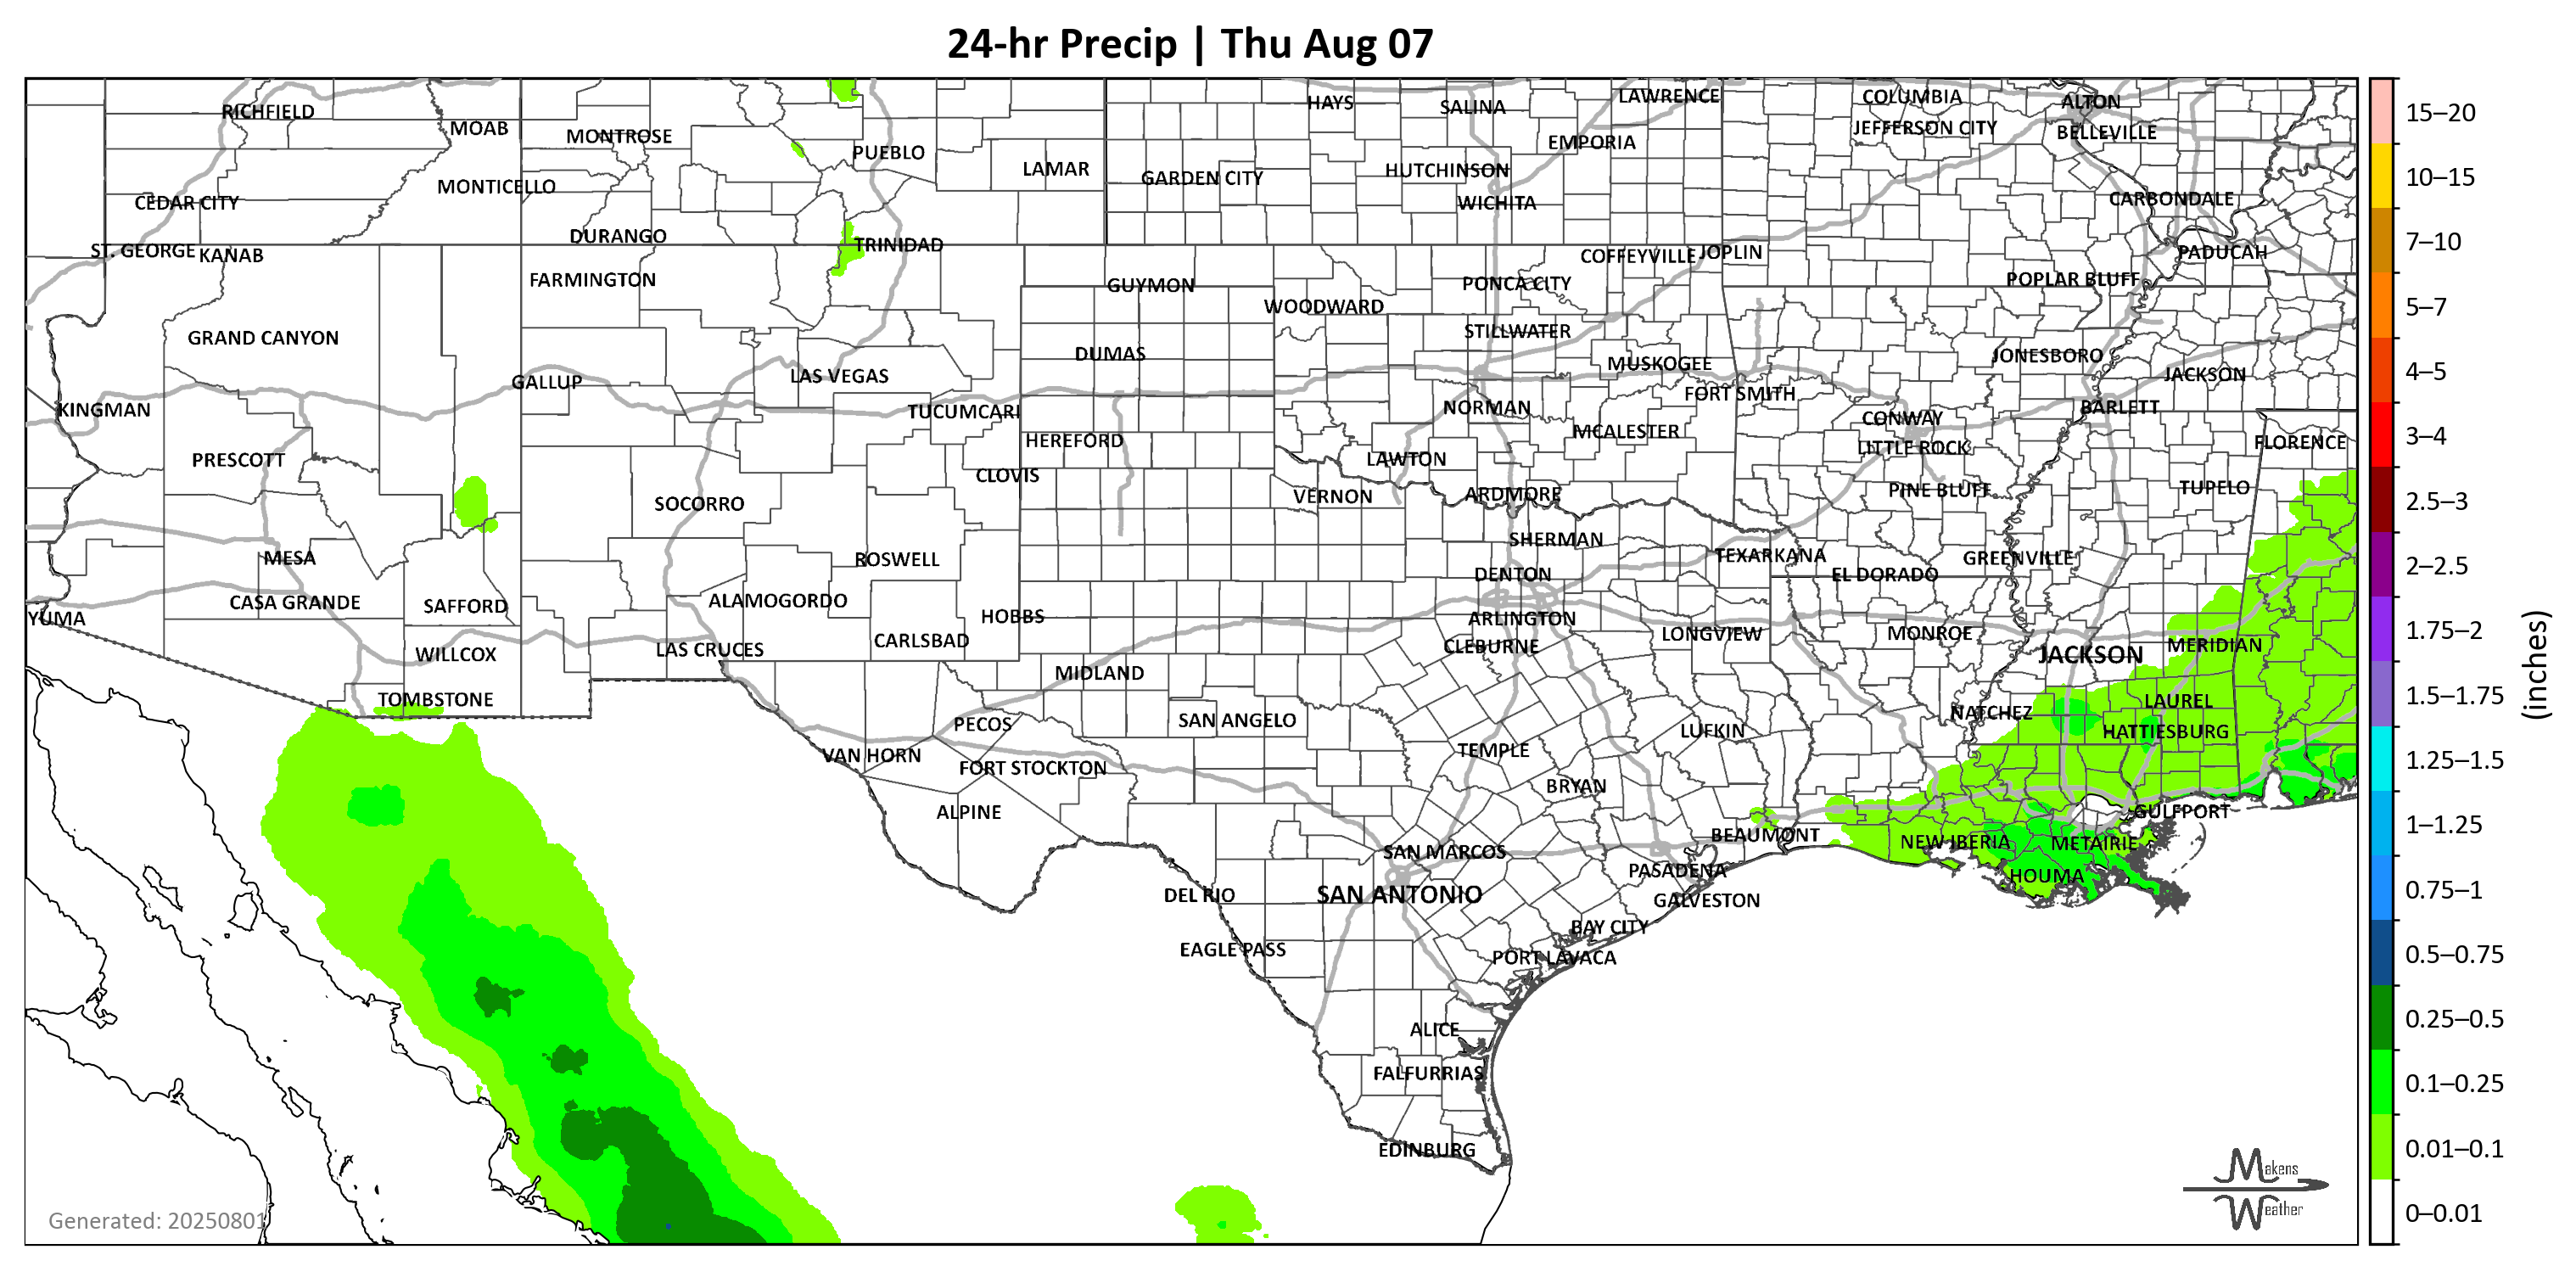 24-hr Precip | Thu Aug 07
RICHFIELD
MOAB
MONTROSE
PUEBLO
LAMAR
HAYS
SALINA
LAWRENCE
COLUMBIA
ALTON
JEFFERSON CITY
BELLEVILLE
EMPORIA
GARDEN CITY
HUTCHINSON
MONTICELLO
CEDAR CITY
WICHITA
CARBONDALE
DURANGO
TRINIDAD
ST. GEORGE
KANAB
COFFEYVILLE
JOPLIN
PADUCAH
FARMINGTON
GUYMON
PONCA CITY
POPLAR BLUFF
WOODWARD
GRAND CANYON
STILLWATER
DUMAS
MUSKOGEE
JONESBORO
GALLUP
LAS VEGAS
FORT SMITH
JACKSON
KINGMAN
TUCUMCARI
NORMAN
BARLETT
CONWAY
HEREFORD
MCALESTER
LITTLE ROCK
FLORENCE
PRESCOTT
LAWTON
CLOVIS
SOCORRO
VERNON
ARDMORE
PINE BLUFF
TUPELO
MESA
ROSWELL
SHERMAN
TEXARKANA
GREENVILLE
DENTON
EL DORADO
CASA GRANDE
SAFFORD
ALAMOGORDO
HOBBS
ARLINGTON
YUMA
CARLSBAD
CLEBURNE
LONGVIEW
MONROE
MERIDIAN
WILLCOX
LAS CRUCES
JACKSON
MIDLAND
TOMBSTONE
LAUREL
PECOS
SAN ANGELO
NATCHEZ
LUFKIN
HATTIESBURG
VAN HORN
TEMPLE
FORT STOCKTON
BRYAN
ALPINE
GULFPORT
BEAUMONT
NEW IBERIA
METAIRIE
SAN MARCOS
PASADENA
HOUMA
DEL RIO
SAN ANTONIO
GALVESTON
BAY CITY
EAGLE PASS
PORT LAVACA
ALICE
FALFURRIAS
EDINBURG
Generated: 20250801
Makens
Weather
15–20
10–15
7–10
5–7
4–5
3–4
2.5–3
2–2.5
1.75–2
1.5–1.75
1.25–1.5
1–1.25
0.75–1
0.5–0.75
0.25–0.5
0.1–0.25
0.01–0.1
0–0.01
(inches)